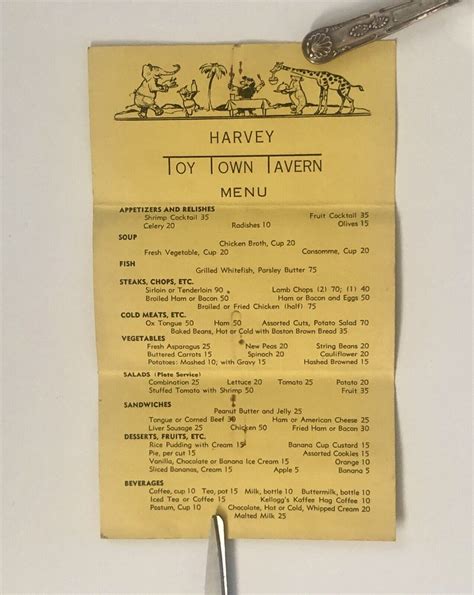 HARVEY
TOY TOWN TAVERN
MENU
APPETIZERS AND RELISHES
Shrimp Cocktail 35 Fruit Cocktail 35
Celery 20 Radishes 10 Olives 15
SOUP
Chicken Broth, Cup 20
Fresh Vegetable, Cup 20 Consomme, Cup 20
FISH
Grilled Whitefish, Parsley Butter 75
STEAKS, CHOPS, ETC.
Sirloin or Tenderloin 90 Lamb Chops (2) 70; (1) 40
Broiled Ham or Bacon 50 Ham or Bacon and Eggs 50
Broiled or Fried Chicken (half) 75
COLD MEATS, ETC.
Ox Tongue 50 Ham 50 Assorted Cuts, Potato Salad 70
Baked Beans, Hot or Cold with Boston Brown Bread 35
VEGETABLES
Fresh Asparagus 25 New Peas 20 String Beans 20
Buttered Carrots 15 Spinach 20 Cauliflower 20
Potatoes: Mashed 10; with Gravy 15 Hashed Browned 15
SALADS (Plate Service)
Combination 25 Lettuce 20 Tomato 25 Potato 20
Stuffed Tomato with Shrimp 50 Fruit 35
SANDWICHES
Peanut Butter and Jelly 25
Tongue or Corned Beef 30 Ham or American Cheese 25
Liver Sausage 25 Chicken 50 Fried Ham or Bacon 30
DESSERTS, FRUITS, ETC.
Rice Pudding with Cream 15 Banana Cup Custard 15
Pie, per cut 15 Assorted Cookies 15
Vanilla, Chocolate or Banana Ice Cream 15 Orange 10
Sliced Bananas, Cream 15 Apple 5 Banana 5
BEVERAGES
Coffee, cup 10 Tea, pot 15 Milk, bottle 10 Buttermilk, bottle 10
Iced Tea or Coffee 15 Kellogg's Kaffee Hag Coffee 10
Postum, Cup 10 Chocolate, Hot or Cold, Whipped Cream 20
Malted Milk 25